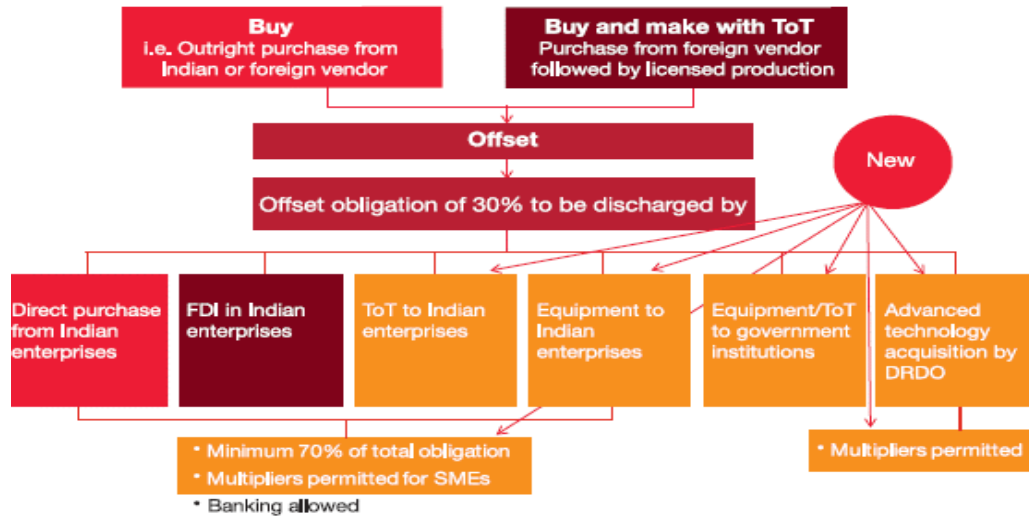 Buy
i.e. Outright purchase from
Indian or foreign vendor
Buy and make with ToT
Purchase from foreign vendor
followed by licensed production
Offset
New
Offset obligation of 30% to be discharged by
Direct purchase
from Indian
enterprises
FDI in Indian
enterprises
ToT to Indian
enterprises
Equipment to
Indian
enterprises
Equipment/ToT
to government
institutions
Advanced
technology
acquisition by
DRDO
• Minimum 70% of total obligation
• Multipliers permitted for SMEs
• Banking allowed
• Multipliers permitted